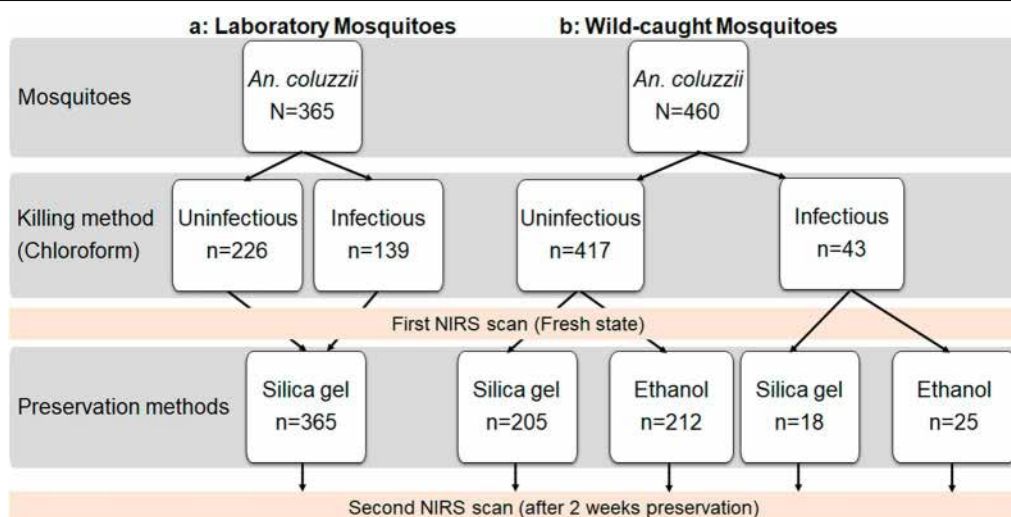 a: Laboratory Mosquitoes
b: Wild-caught Mosquitoes
Mosquitoes
An. coluzzii
N=365
An. coluzzii
N=460
Killing method
(Chloroform)
Uninfectious
n=226
Infectious
n=139
Uninfectious
n=417
Infectious
n=43
First NIRS scan (Fresh state)
Preservation methods
Silica gel
n=365
Silica gel
n=205
Ethanol
n=212
Silica gel
n=18
Ethanol
n=25
Second NIRS scan (after 2 weeks preservation)